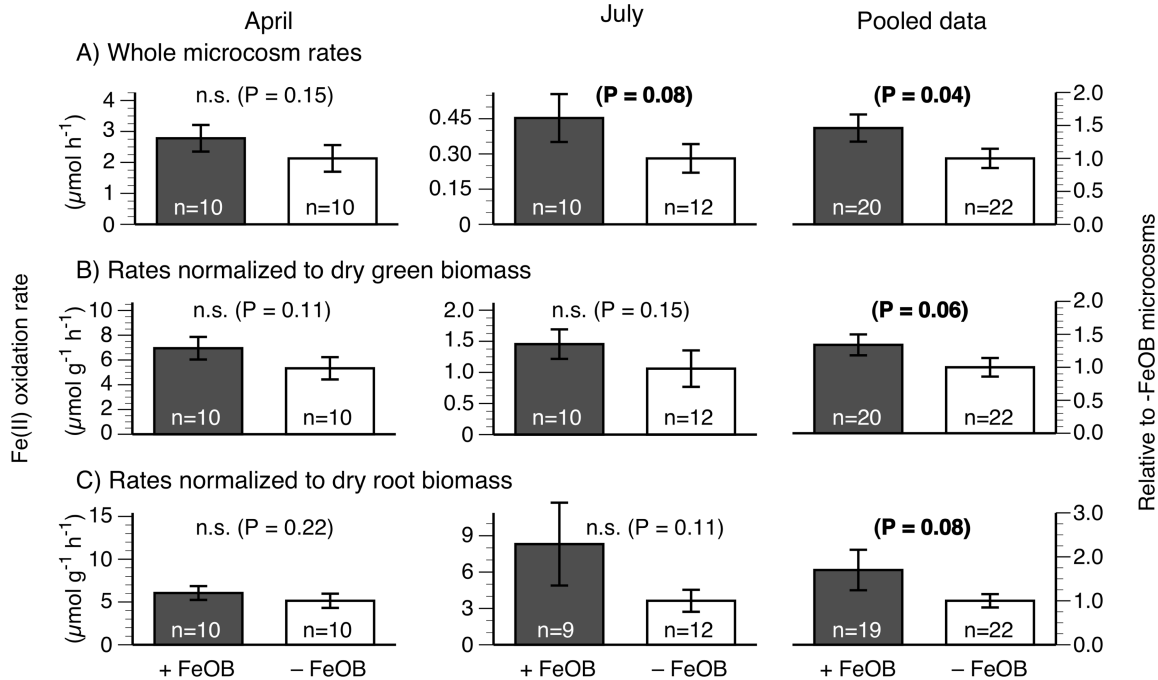 April
July
Pooled data
A) Whole microcosm rates
n.s. (P = 0.15)
(P = 0.08)
(P = 0.04)
4
3
2
1
0
(µmol h⁻¹)
n=10
n=10
0.45
0.30
0.15
0
n=10
n=12
n=20
n=22
2.0
1.5
1.0
0.5
0.0
B) Rates normalized to dry green biomass
n.s. (P = 0.11)
n.s. (P = 0.15)
(P = 0.06)
10
8
6
4
2
0
(µmol g⁻¹ h⁻¹)
n=10
n=10
2.0
1.5
1.0
0.5
0
n=10
n=12
n=20
n=22
2.0
1.5
1.0
0.5
0.0
Fe(II) oxidation rate
Relative to -FeOB microcosms
C) Rates normalized to dry root biomass
n.s. (P = 0.22)
n.s. (P = 0.11)
(P = 0.08)
15
10
5
0
(µmol g⁻¹ h⁻¹)
n=10
n=10
9
6
3
0
n=9
n=12
n=19
n=22
3.0
2.0
1.0
0.0
+ FeOB
– FeOB
+ FeOB
– FeOB
+ FeOB
– FeOB